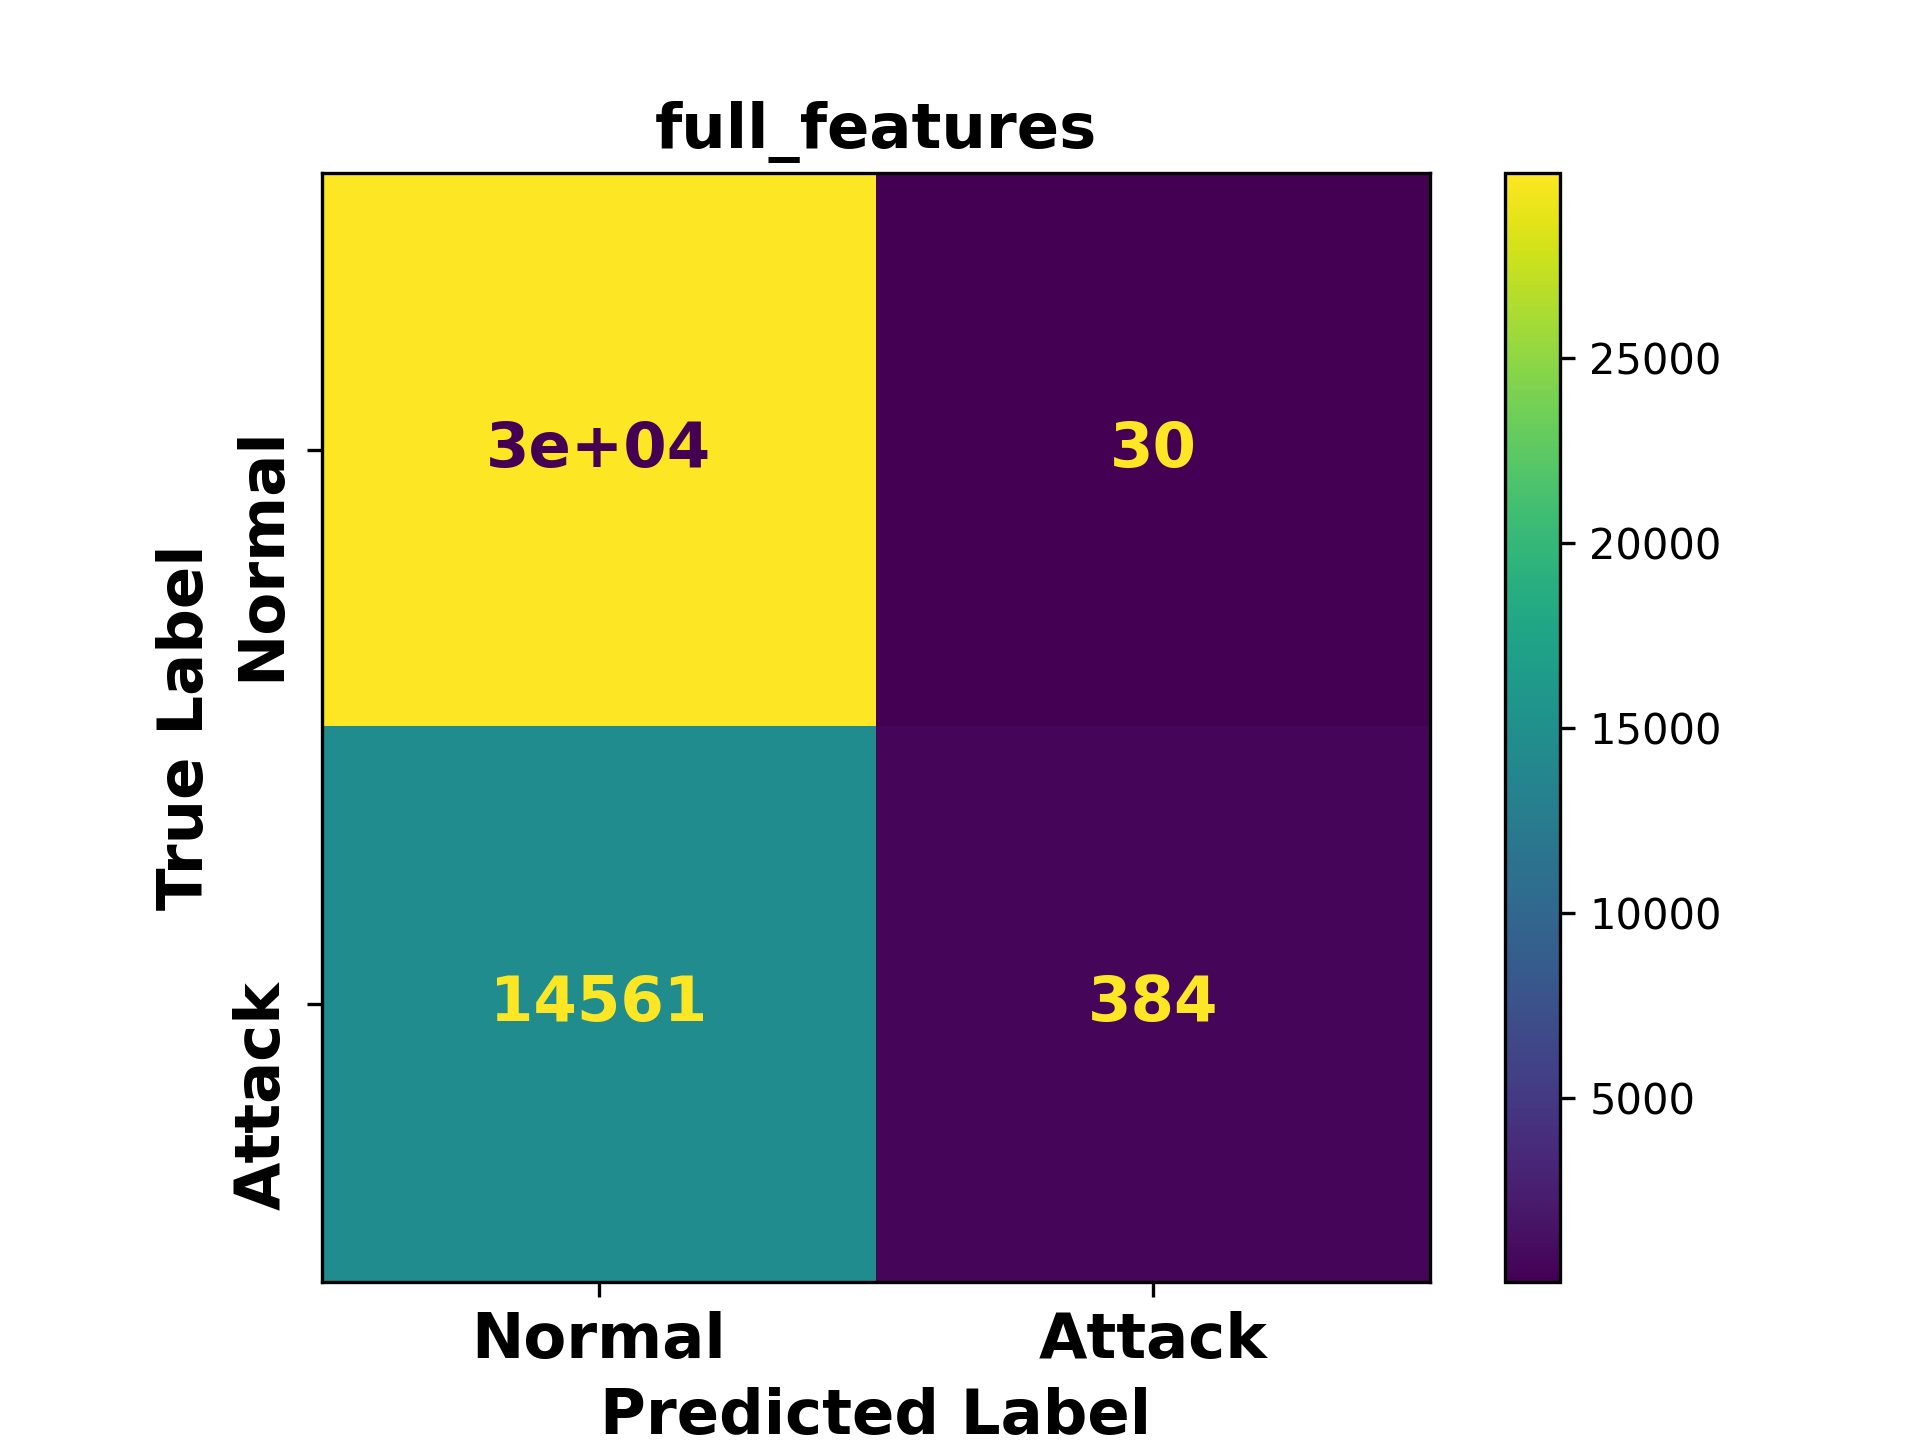 full_features
True Label
Normal
3e+04
30
Attack
14561
384
Normal
Attack
Predicted Label
25000
20000
15000
10000
5000